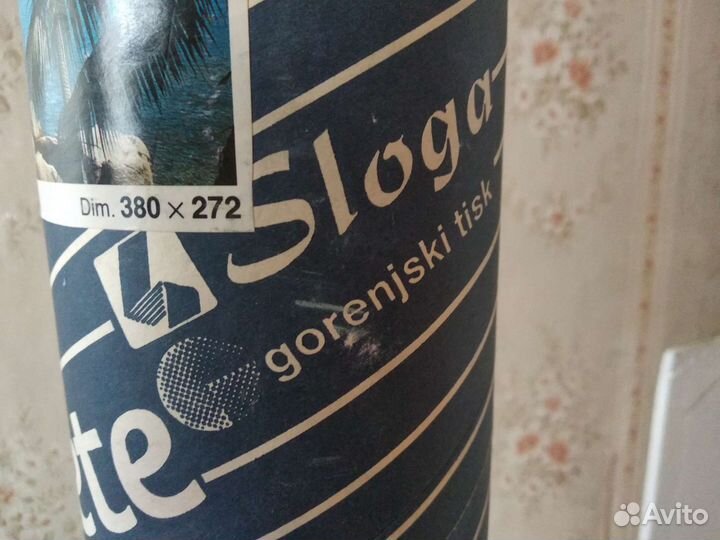 Dim. 380 × 272
Sloga
gorenjski tisk
ete
Avito